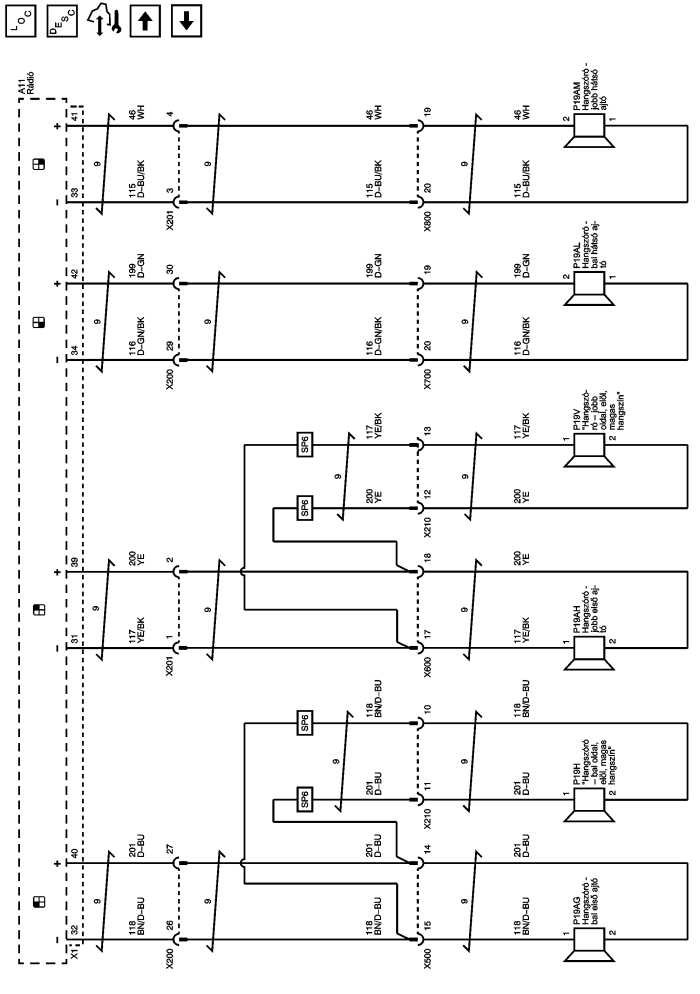 LOC
DESC
A11
Rádió
X1
32
40
31
39
34
42
33
41
−
+
−
+
−
+
−
+
9
9
9
9
118
BN/D-BU
201
D-BU
117
YE/BK
200
YE
116
D-GN/BK
199
D-GN
115
D-BU/BK
46
WH
X200
26
27
X201
1
2
X200
29
30
X201
3
4
9
9
9
9
SP6
SP6
SP6
SP6
9
9
118
BN/D-BU
201
D-BU
201
D-BU
118
BN/D-BU
200
YE
117
YE/BK
116
D-GN/BK
199
D-GN
115
D-BU/BK
46
WH
X500
15
14
X210
11
10
X600
17
18
X210
12
13
X700
20
19
X800
20
19
9
9
9
9
9
9
118
BN/D-BU
201
D-BU
201
D-BU
118
BN/D-BU
117
YE/BK
200
YE
200
YE
117
YE/BK
116
D-GN/BK
199
D-GN
115
D-BU/BK
46
WH
1
2
P19AG
Hangszóró -
bal első ajtó
1
2
P19H
"Hangszóró
– bal oldal,
elöl, magas
hangszín"
1
2
P19AH
Hangszóró -
jobb első aj-
tó
1
2
P19V
"Hangszó-
ró – jobb
oldal, elöl,
magas
hangszín"
2
1
P19AL
Hangszóró -
bal hátsó aj-
tó
2
1
P19AM
Hangszóró -
jobb hátsó
ajtó